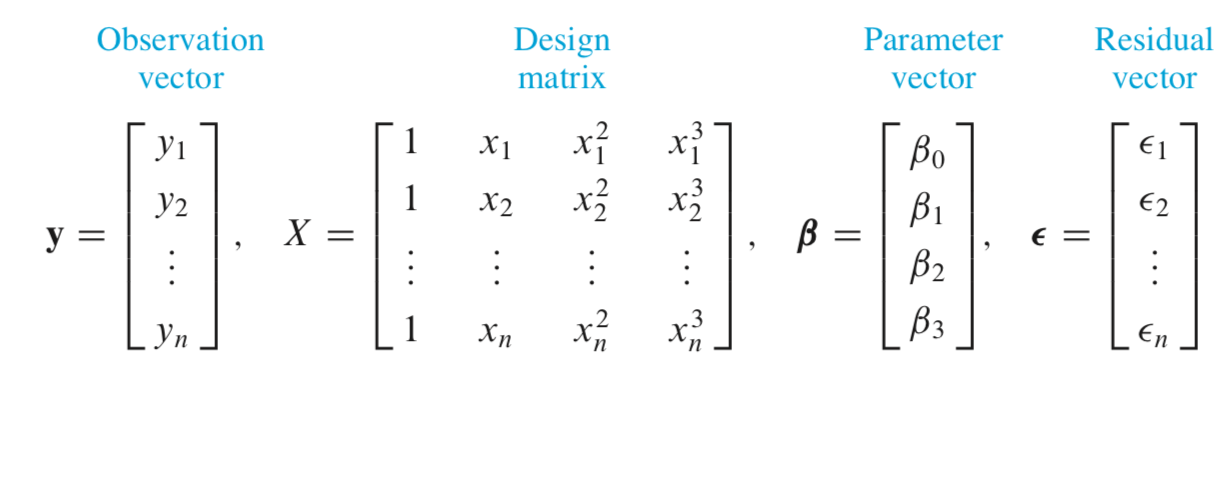 Observation vector
Design matrix
Parameter vector
Residual vector
𝐲 = [ y₁ y₂ ⋮ yₙ ], X = [ 1 x₁ x₁² x₁³ 1 x₂ x₂² x₂³ ⋮ ⋮ ⋮ ⋮ 1 xₙ xₙ² xₙ³ ], 𝛃 = [ β₀ β₁ β₂ β₃ ], 𝛜 = [ ϵ₁ ϵ₂ ⋮ ϵₙ ]